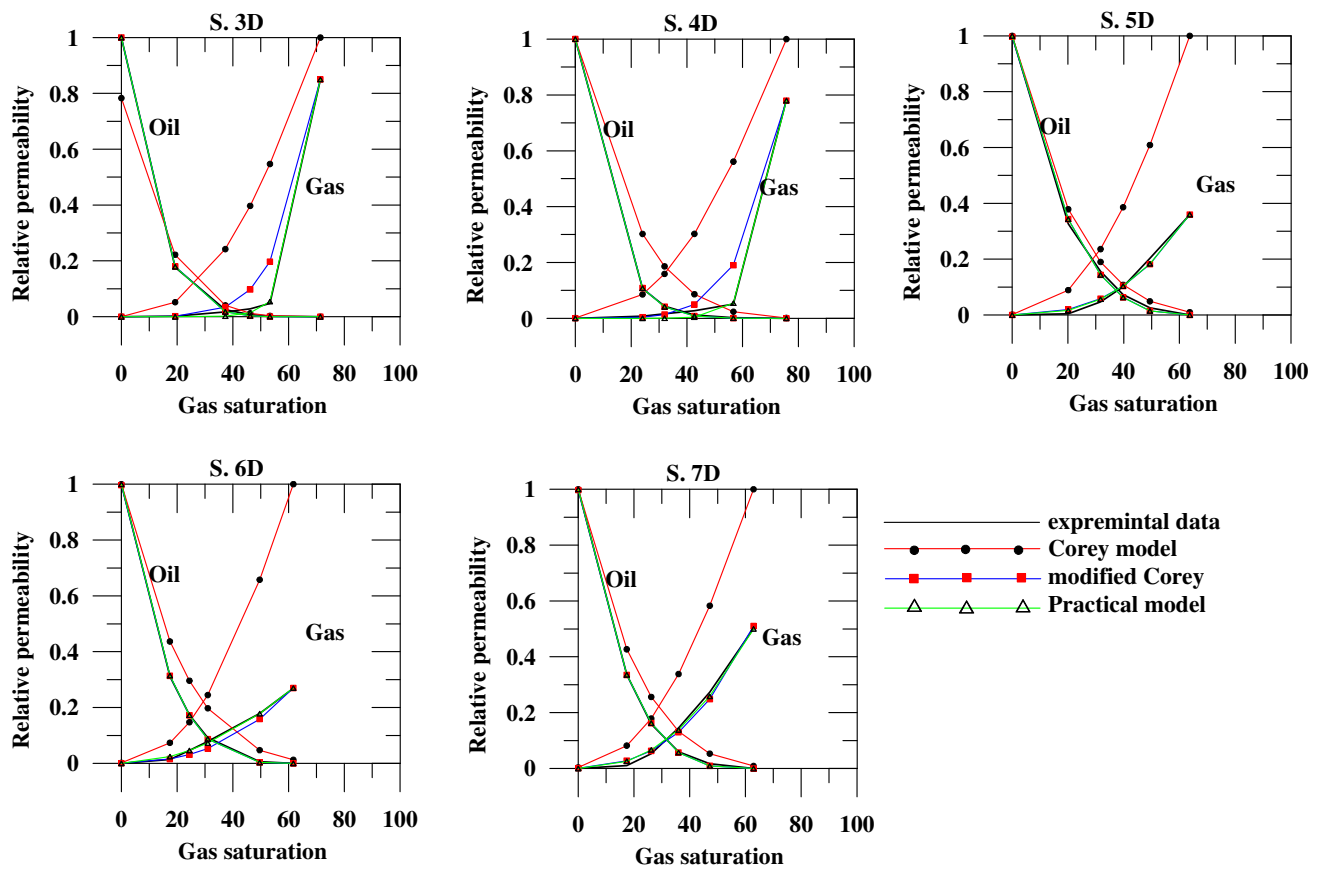 S. 3D
1
0.8
0.6
0.4
0.2
0
Relative permeability
Oil
Gas
0 20 40 60 80 100
Gas saturation
S. 4D
1
0.8
0.6
0.4
0.2
0
Relative permeability
Oil
Gas
0 20 40 60 80 100
Gas saturation
S. 5D
1
0.8
0.6
0.4
0.2
0
Relative permeability
Oil
Gas
0 20 40 60 80 100
Gas saturation
S. 6D
1
0.8
0.6
0.4
0.2
0
Relative permeability
Oil
Gas
0 20 40 60 80 100
Gas saturation
S. 7D
1
0.8
0.6
0.4
0.2
0
Relative permeability
Oil
Gas
0 20 40 60 80 100
Gas saturation
expremintal data
Corey model
modified Corey
Practical model